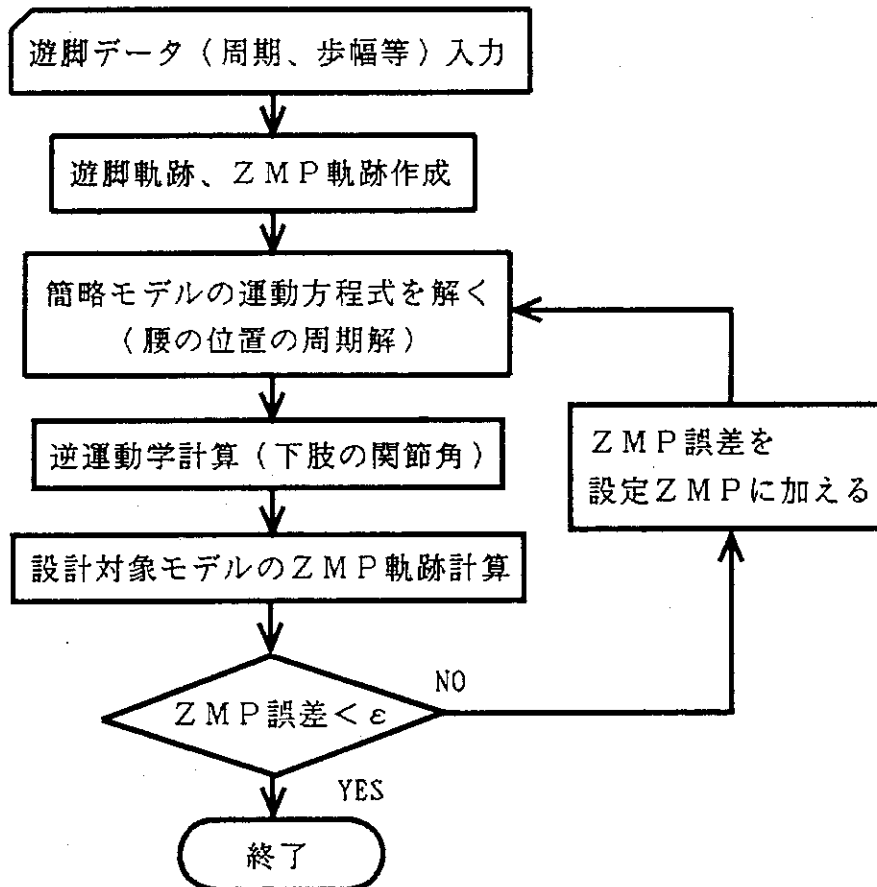 遊脚データ（周期、歩幅等）入力
遊脚軌跡、ＺＭＰ軌跡作成
簡略モデルの運動方程式を解く
（腰の位置の周期解）
逆運動学計算（下肢の関節角）
設計対象モデルのＺＭＰ軌跡計算
ＺＭＰ誤差＜ε
NO
ＺＭＰ誤差を
設定ＺＭＰに加える
YES
終了